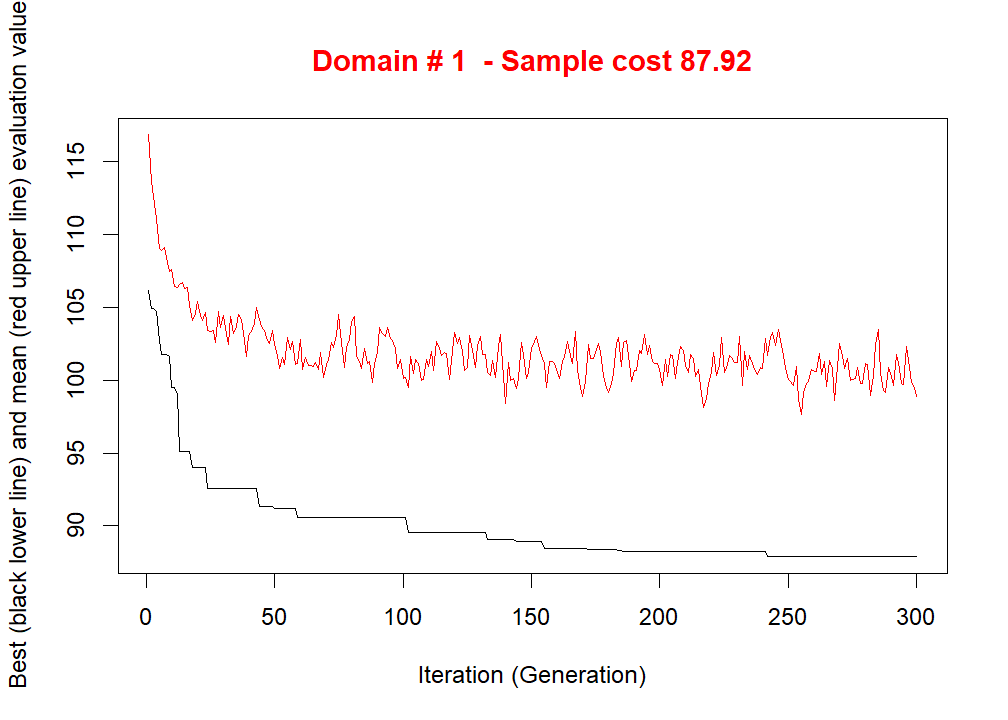 Domain # 1  - Sample cost 87.92
Best (black lower line) and mean (red upper line) evaluation value
115
110
105
100
95
90
0 50 100 150 200 250 300
Iteration (Generation)